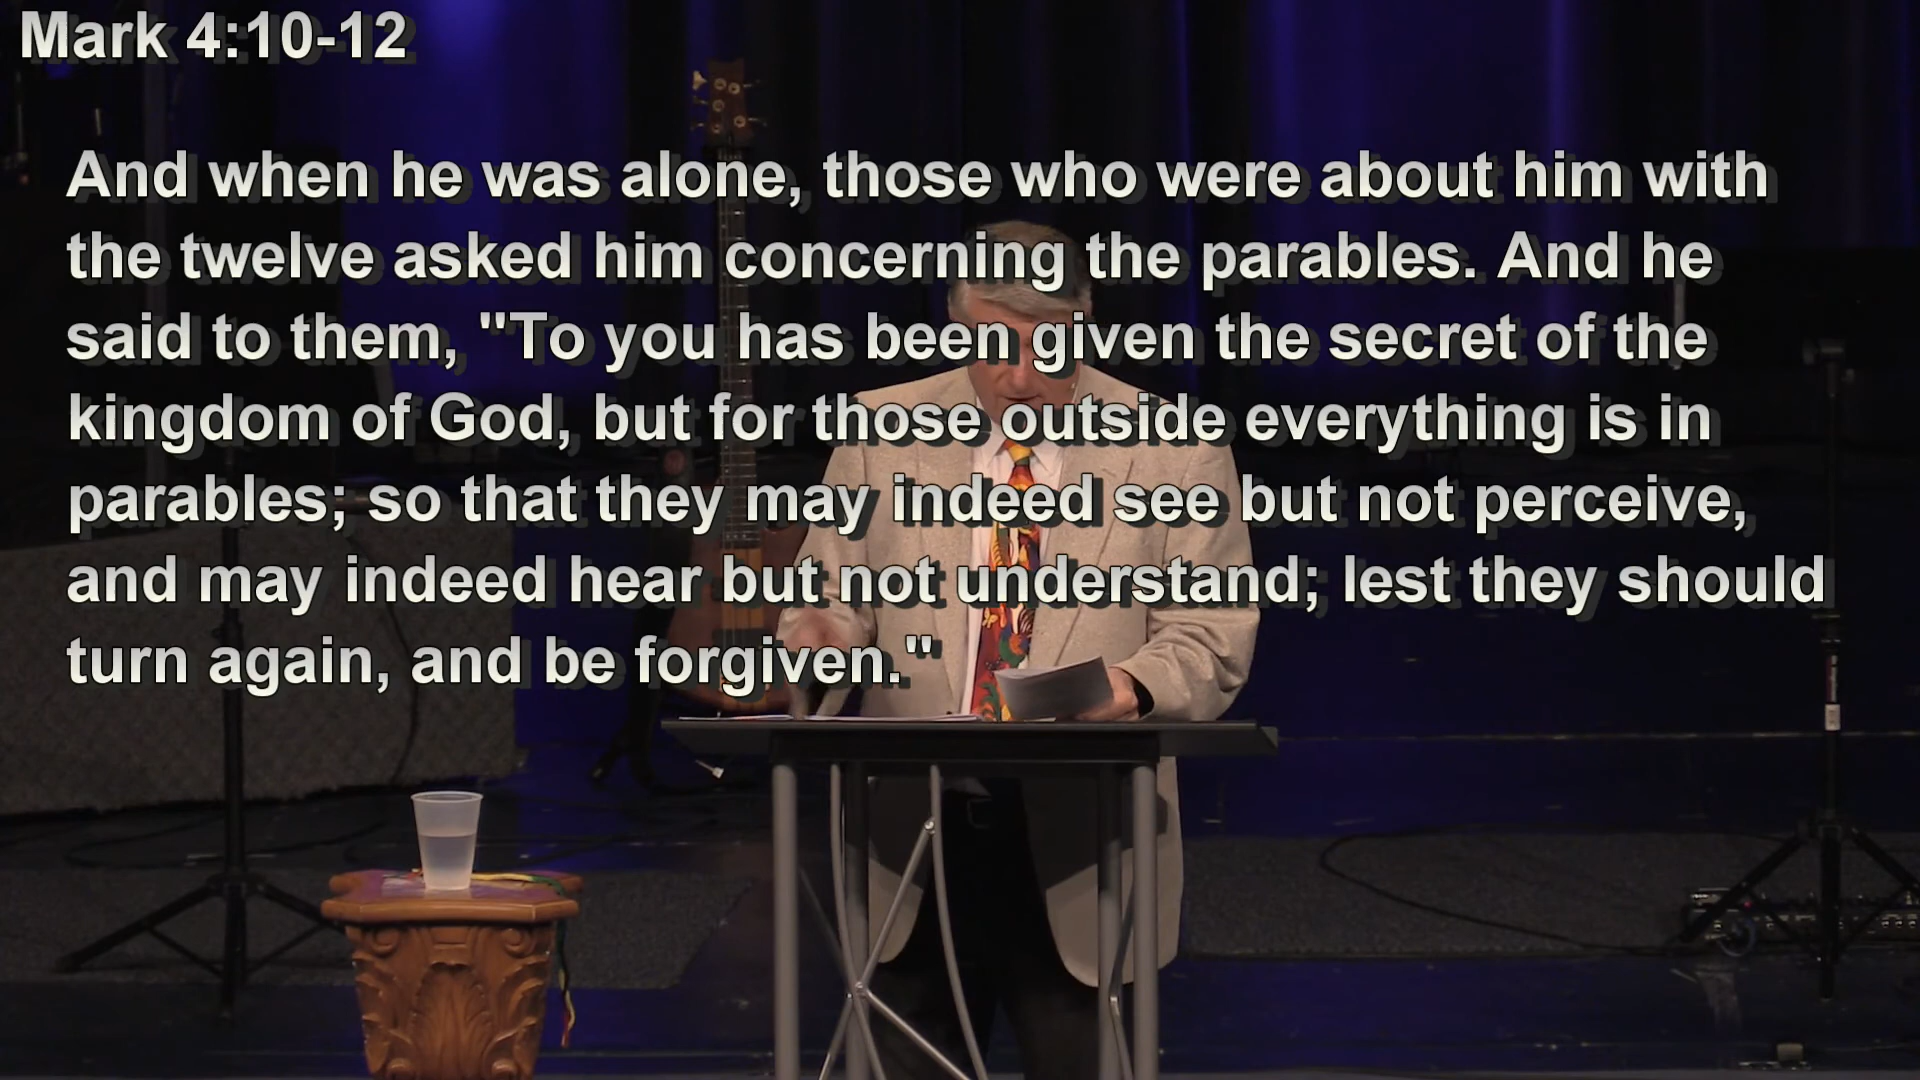 Mark 4:10-12
And when he was alone, those who were about him with
the twelve asked him concerning the parables. And he
said to them, "To you has been given the secret of the
kingdom of God, but for those outside everything is in
parables; so that they may indeed see but not perceive,
and may indeed hear but not understand; lest they should
turn again, and be forgiven."